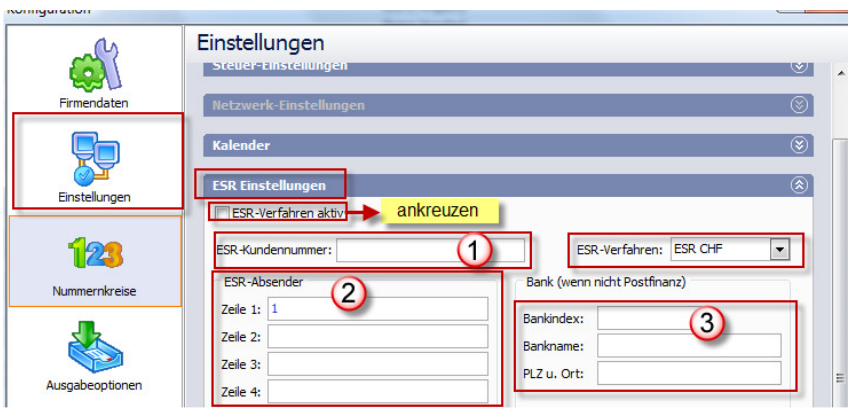 Konfiguration
Einstellungen
Steuer-Einstellungen
Firmendaten
Netzwerk-Einstellungen
Kalender
Einstellungen
ESR Einstellungen
ESR-Verfahren aktiv
ankreuzen
ESR-Kundennummer:
1
ESR-Verfahren: ESR CHF
123
Nummernkreise
ESR-Absender
2
Bank (wenn nicht Postfinanz)
Zeile 1: 1
Bankindex:
3
Zeile 2:
Bankname:
Zeile 3:
PLZ u. Ort:
Zeile 4:
Ausgabeoptionen